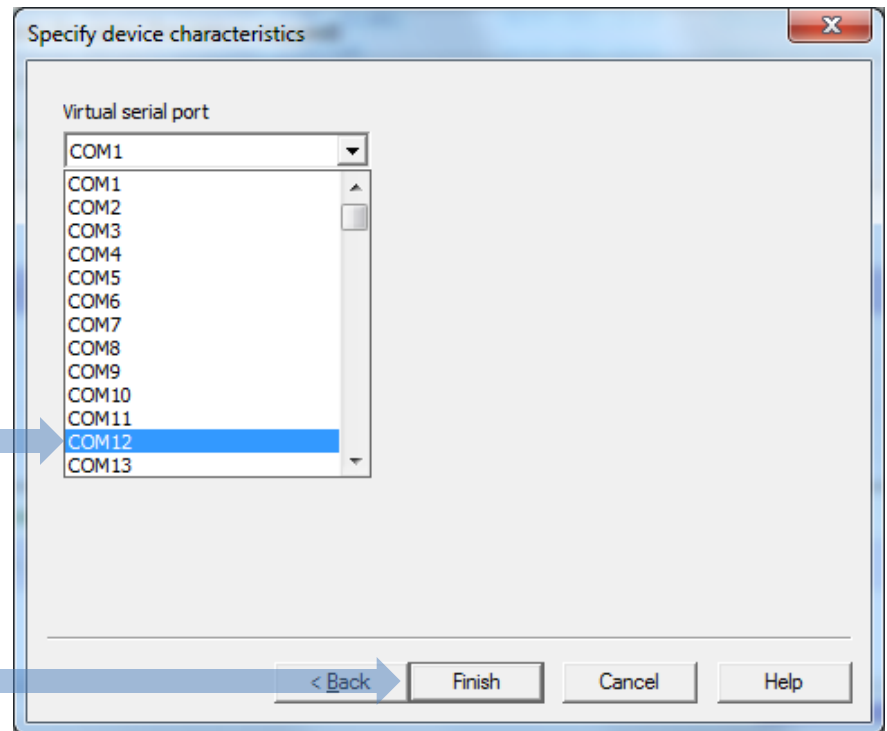 Specify device characteristics
Virtual serial port
COM1
COM1
COM2
COM3
COM4
COM5
COM6
COM7
COM8
COM9
COM10
COM11
COM12
COM13
< Back Finish Cancel Help